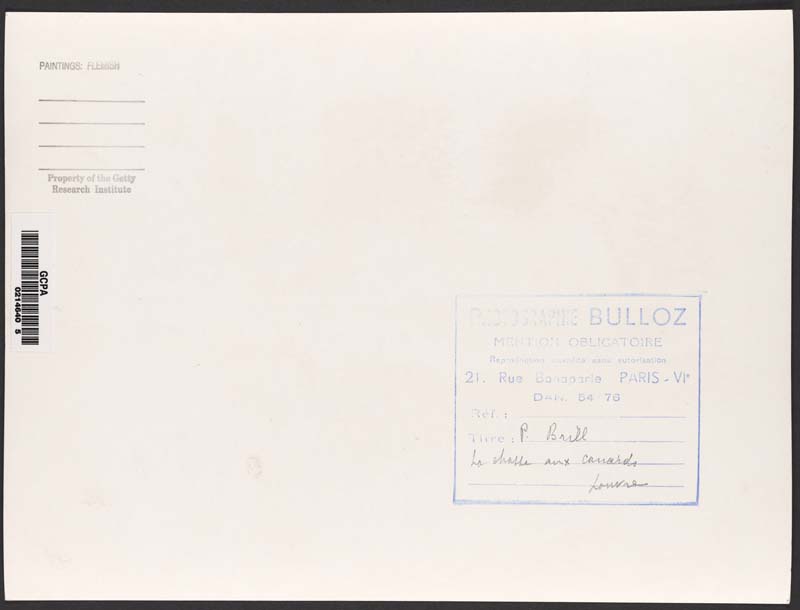 PAINTINGS: FLEMISH
Property of the Getty
Research Institute
GCPA
0214640 5
PHOTOGRAPHIE BULLOZ
MENTION OBLIGATOIRE
Reproduction interdite sans autorisation
21. Rue Bonaparte PARIS - VIe
DAN. 54 76
Réf. :
Titre : P. Brill
La chasse aux canards
Louvre